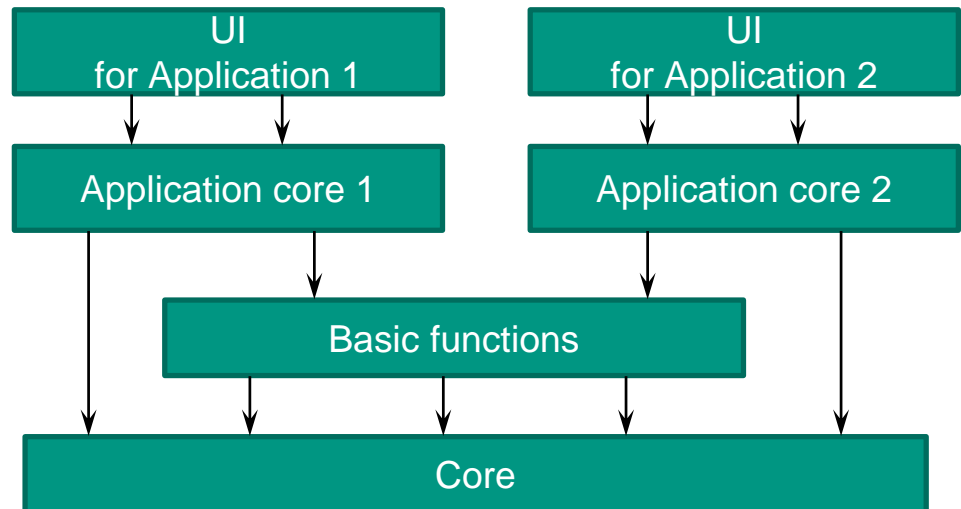 UI
for Application 1
UI
for Application 2
Application core 1
Application core 2
Basic functions
Core